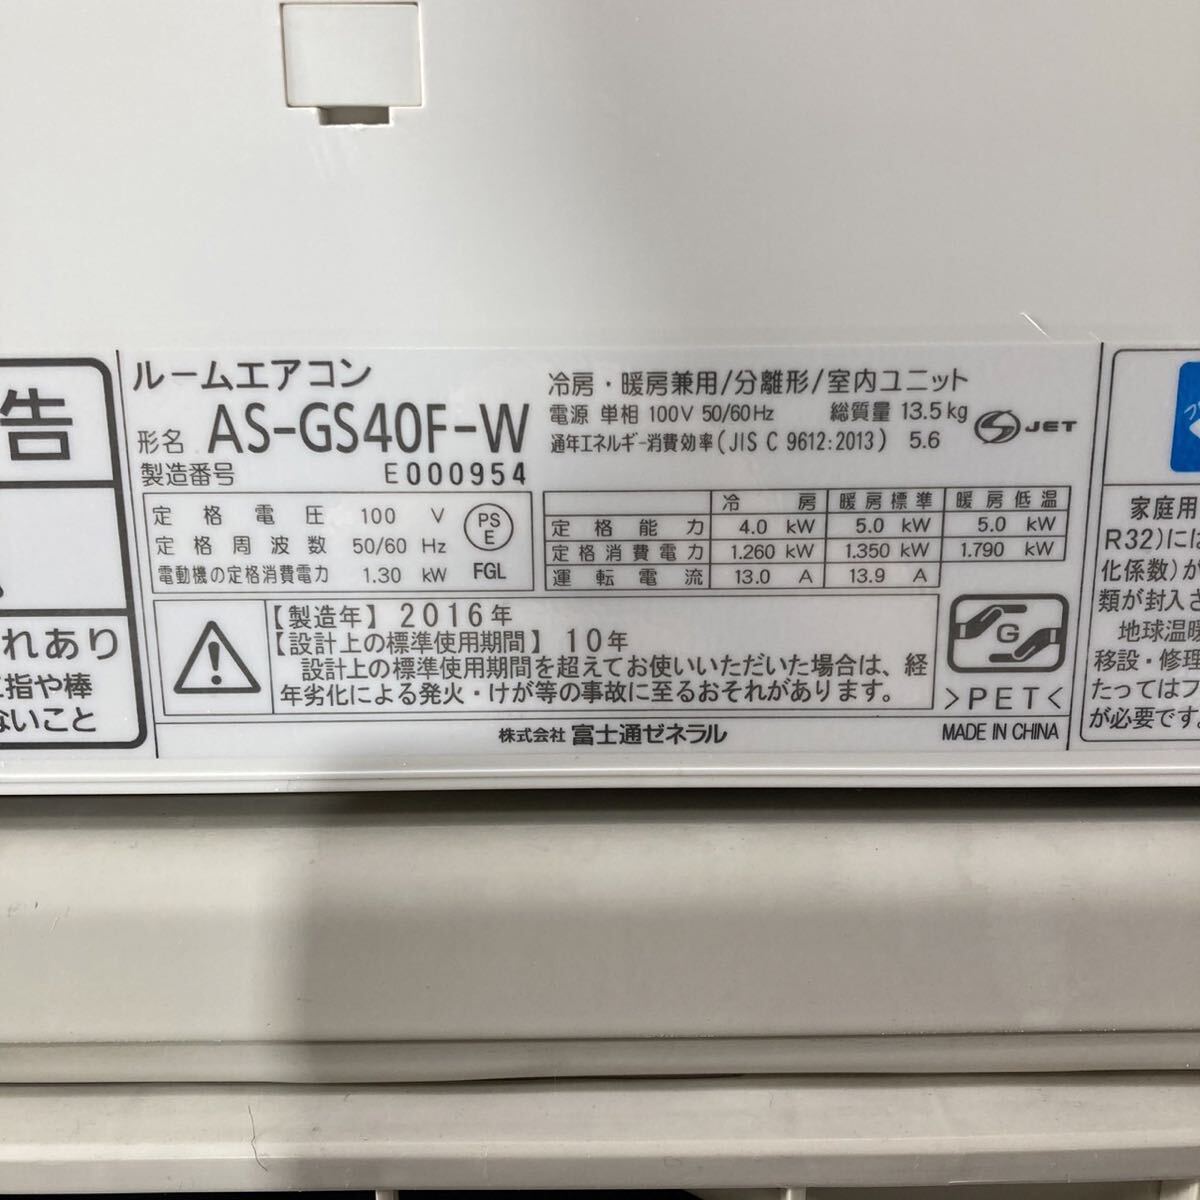 告
れあり
指や棒
ないこと
ルームエアコン
形名 AS-GS40F-W
製造番号 E000954
冷房・暖房兼用/分離形/室内ユニット
電源 単相 100V 50/60Hz 総質量 13.5kg
通年エネルギー消費効率(JIS C 9612:2013) 5.6
JET
定格電圧 100 V
定格周波数 50/60 Hz
電動機の定格消費電力 1.30 kW
PS
E
FGL
冷房 暖房標準 暖房低温
定格能力 4.0 kW 5.0 kW 5.0 kW
定格消費電力 1.260 kW 1.350 kW 1.790 kW
運転電流 13.0 A 13.9 A
【製造年】2016年
【設計上の標準使用期間】10年
設計上の標準使用期間を超えてお使いいただいた場合は、経
年劣化による発火・けが等の事故に至るおそれがあります。
G
>PET<
株式会社 富士通ゼネラル
MADE IN CHINA
家庭用
R32)には
化係数)が
類が封入さ
地球温暖
移設・修理
たってはフ
が必要です。